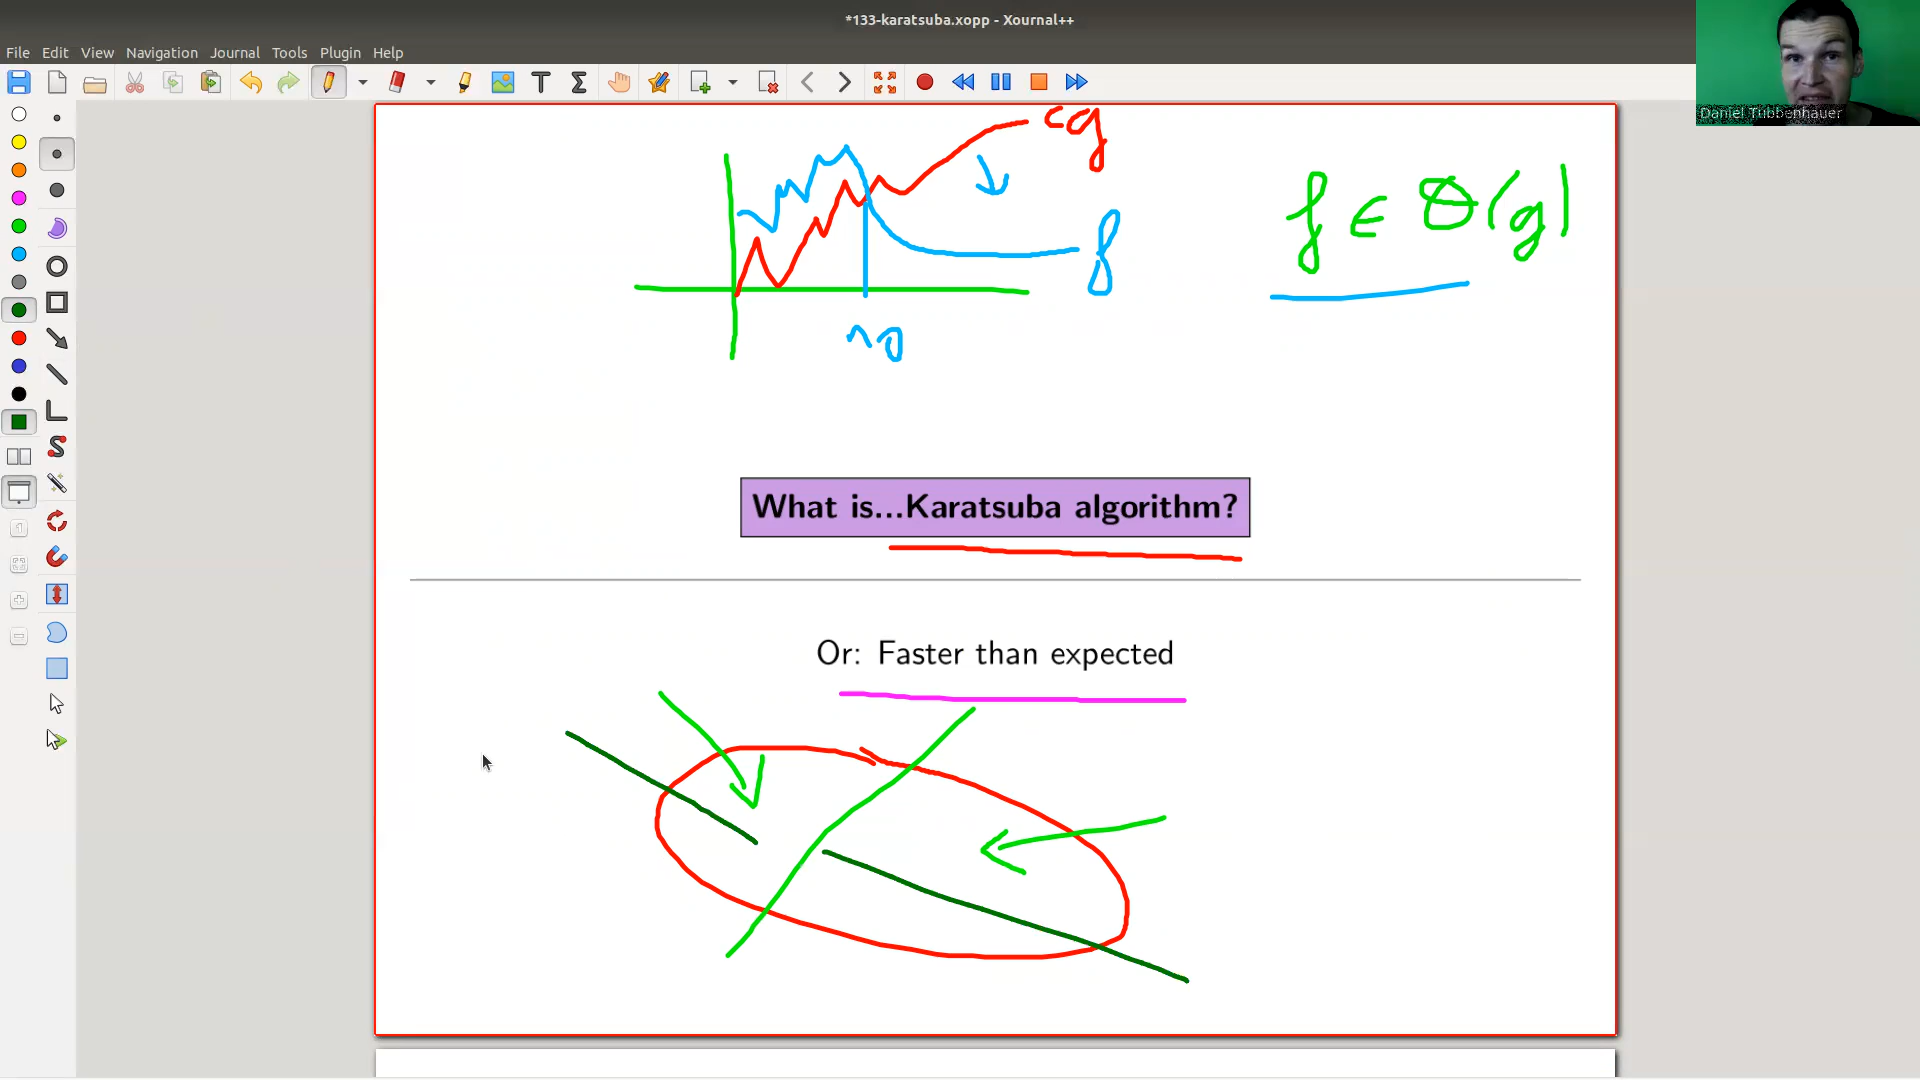 *133-karatsuba.xopp - Xournal++
File Edit View Navigation Journal Tools Plugin Help
Daniel Tubbenhauer
cg
f ∈ O(g)
f
n0
What is...Karatsuba algorithm?
Or: Faster than expected